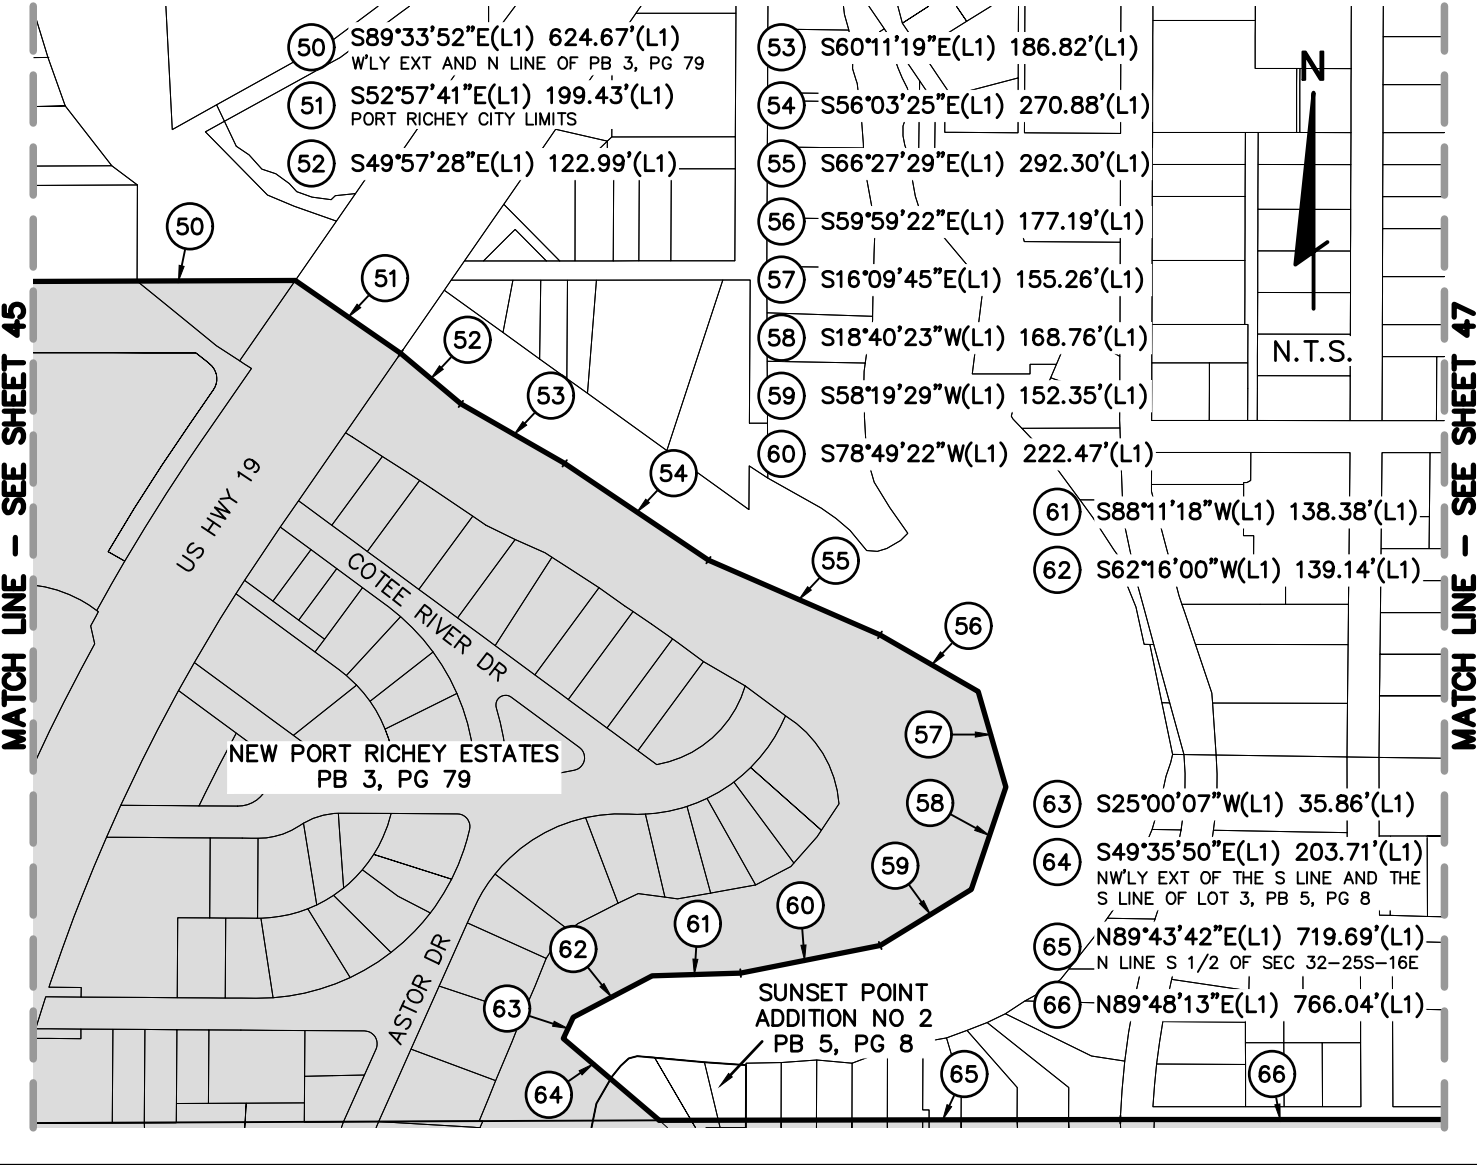 50 S89°33'52"E(L1) 624.67'(L1)
W'LY EXT AND N LINE OF PB 3, PG 79
51 S52°57'41"E(L1) 199.43'(L1)
PORT RICHEY CITY LIMITS
52 S49°57'28"E(L1) 122.99'(L1)
53 S60°11'19"E(L1) 186.82'(L1)
54 S56°03'25"E(L1) 270.88'(L1)
55 S66°27'29"E(L1) 292.30'(L1)
56 S59°59'22"E(L1) 177.19'(L1)
57 S16°09'45"E(L1) 155.26'(L1)
58 S18°40'23"W(L1) 168.76'(L1)
59 S58°19'29"W(L1) 152.35'(L1)
60 S78°49'22"W(L1) 222.47'(L1)
61 S88°11'18"W(L1) 138.38'(L1)
62 S62°16'00"W(L1) 139.14'(L1)
N
N.T.S.
50
51
52
53
54
55
56
57
58
59
60
61
62
63
64
65
66
MATCH LINE - SEE SHEET 45
MATCH LINE - SEE SHEET 47
US HWY 19
COTEE RIVER DR
NEW PORT RICHEY ESTATES
PB 3, PG 79
ASTOR DR
63 S25°00'07"W(L1) 35.86'(L1)
64 S49°35'50"E(L1) 203.71'(L1)
NW'LY EXT OF THE S LINE AND THE
S LINE OF LOT 3, PB 5, PG 8
65 N89°43'42"E(L1) 719.69'(L1)
N LINE S 1/2 OF SEC 32-25S-16E
66 N89°48'13"E(L1) 766.04'(L1)
SUNSET POINT
ADDITION NO 2
PB 5, PG 8